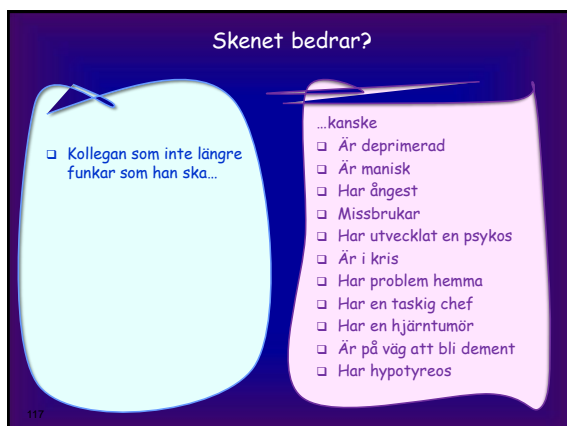 Skenet bedrar?
Kollegan som inte längre
funkar som han ska…
…kanske
Är deprimerad
Är manisk
Har ångest
Missbrukar
Har utvecklat en psykos
Är i kris
Har problem hemma
Har en taskig chef
Har en hjärntumör
Är på väg att bli dement
Har hypotyreos
117